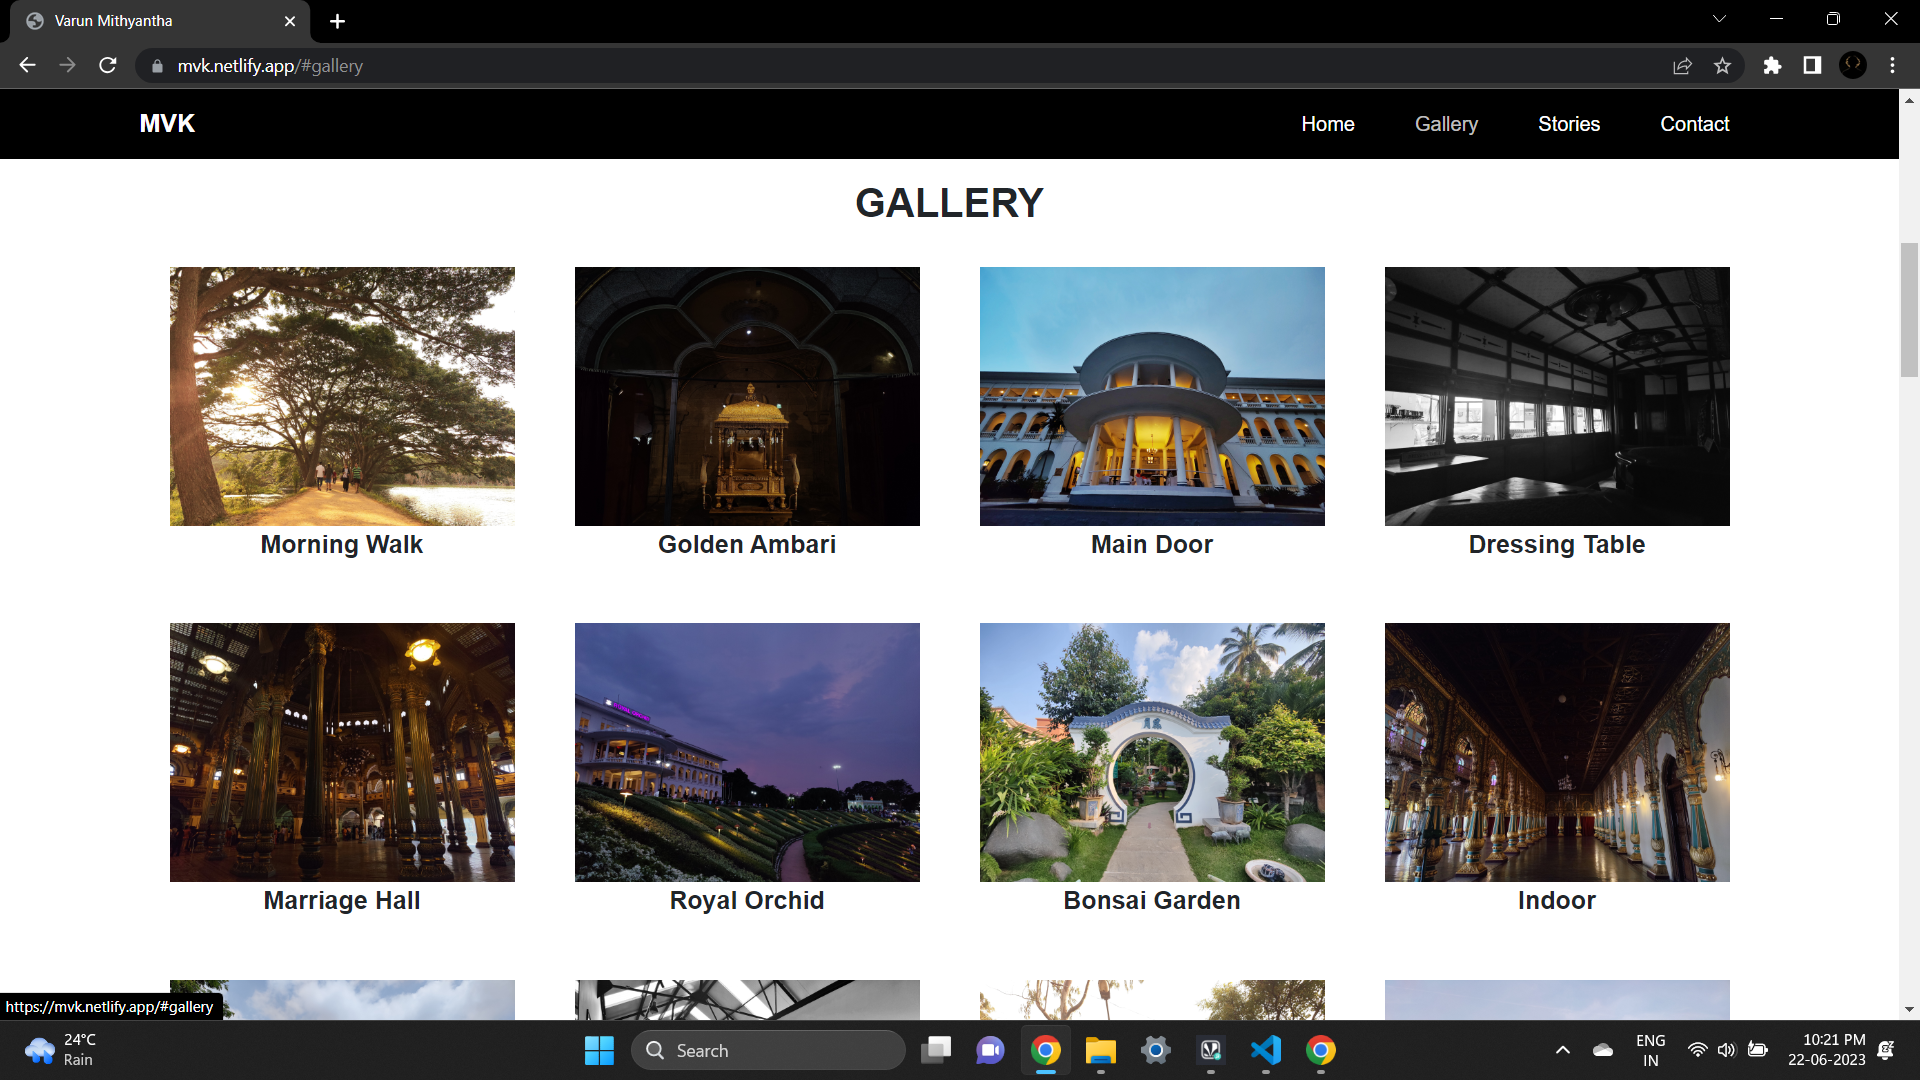 Varun Mithyantha
mvk.netlify.app/#gallery
MVK
Home Gallery Stories Contact
GALLERY
Morning Walk Golden Ambari Main Door Dressing Table
Marriage Hall Royal Orchid Bonsai Garden Indoor
https://mvk.netlify.app/#gallery
24°C
Rain
Search
ENG
IN
10:21 PM
22-06-2023